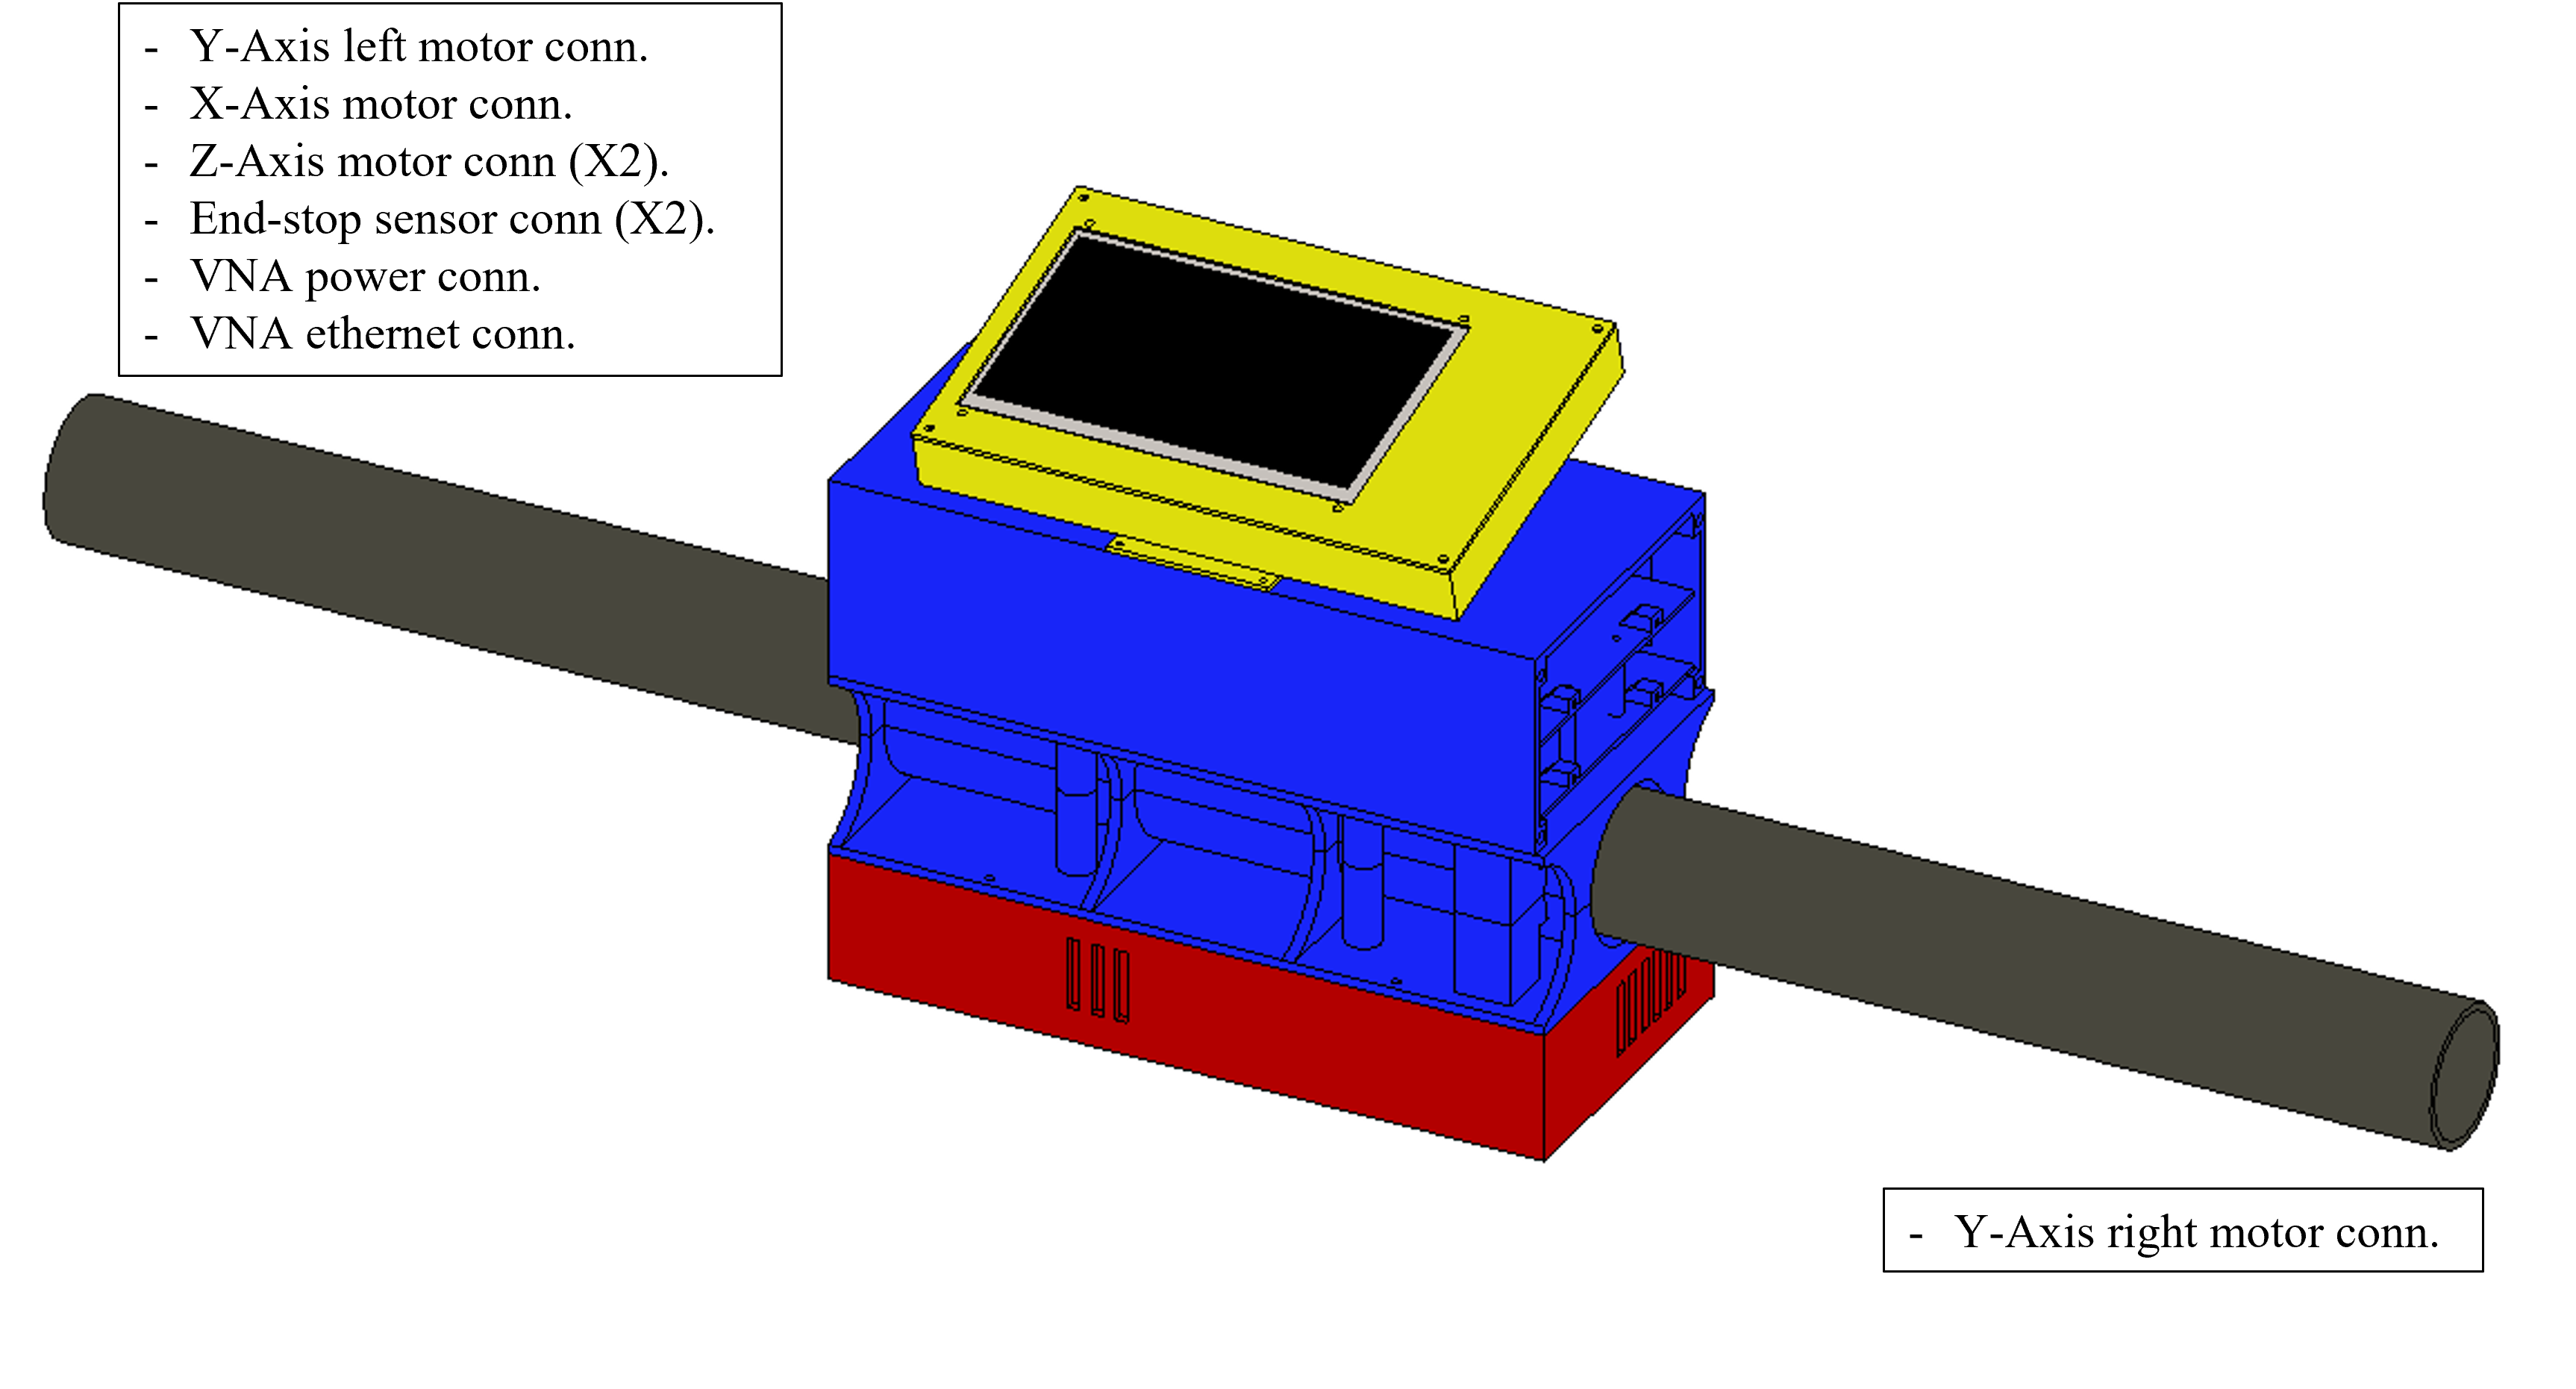 - Y-Axis left motor conn.
- X-Axis motor conn.
- Z-Axis motor conn (X2).
- End-stop sensor conn (X2).
- VNA power conn.
- VNA ethernet conn.
- Y-Axis right motor conn.